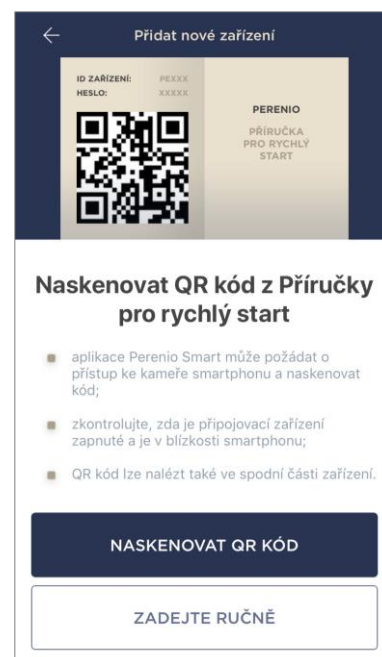 Přidat nové zařízení
ID ZAŘÍZENÍ: PEXXX
HESLO: XXXXX
PERENIO
PŘÍRUČKA
PRO RYCHLÝ
START
Naskenovat QR kód z Příručky
pro rychlý start
aplikace Perenio Smart může požádat o
přístup ke kameře smartphonu a naskenovat
kód;
zkontrolujte, zda je připojovací zařízení
zapnuté a je v blízkosti smartphonu;
QR kód lze nalézt také ve spodní části zařízení.
NASKENOVAT QR KÓD
ZADEJTE RUČNĚ